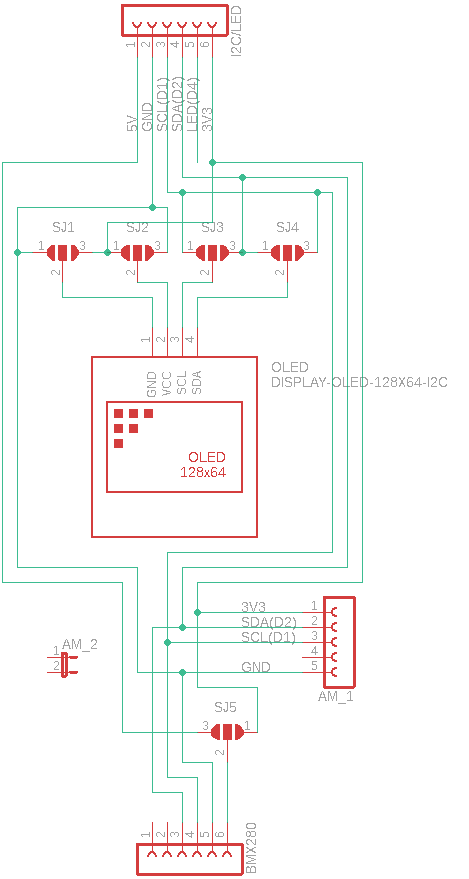 I2C/LED
1 2 3 4 5 6
5V
GND
SCL(D1)
SDA(D2)
LED(D4)
3V3
SJ1 SJ2 SJ3 SJ4
1 3 1 3 1 3 1 3
2 2 2 2
1 2 3 4
GND
VCC
SCL
SDA
OLED
DISPLAY-OLED-128X64-I2C
OLED
128x64
3V3 1
SDA(D2) 2
SCL(D1) 3
4
GND 5
AM_1
AM_2
1
2
SJ5
3 1
2
1 2 3 4 5 6
BMX280